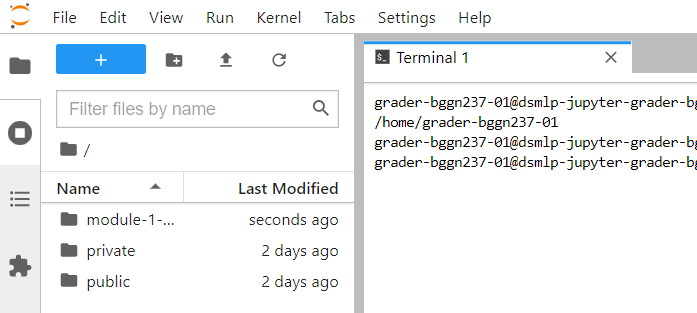 File Edit View Run Kernel Tabs Settings Help
Terminal 1
Filter files by name
/
Name Last Modified
module-1-... seconds ago
private 2 days ago
public 2 days ago
grader-bggn237-01@dsmlp-jupyter-grader-bg
/home/grader-bggn237-01
grader-bggn237-01@dsmlp-jupyter-grader-bg
grader-bggn237-01@dsmlp-jupyter-grader-bg